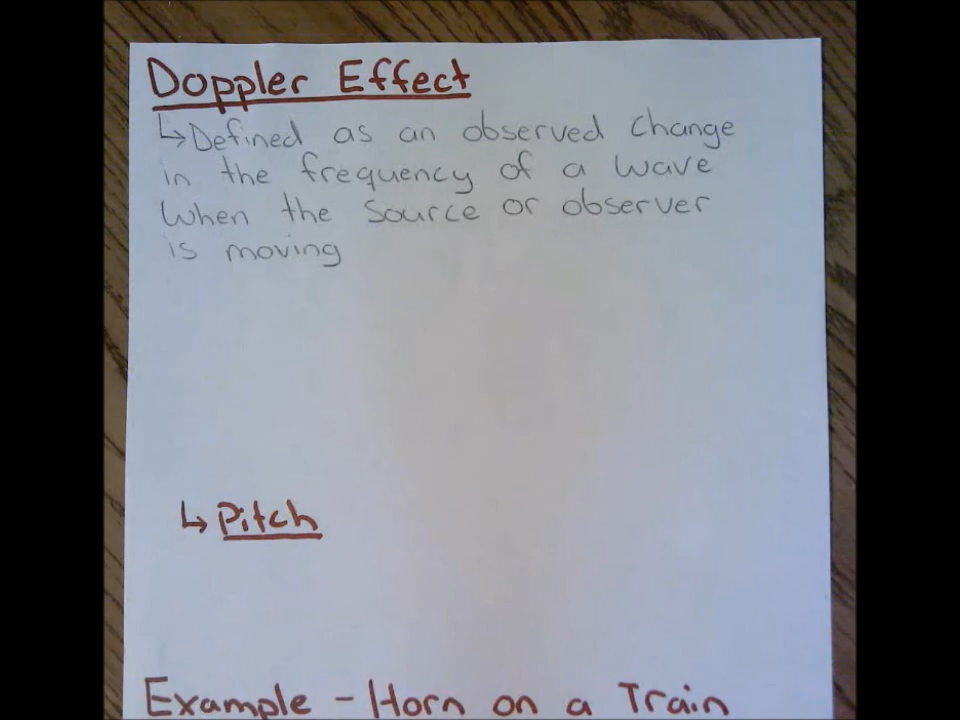 Doppler Effect
↳Defined as an observed change
in the frequency of a wave
when the source or observer
is moving
↳ Pitch
Example - Horn on a Train